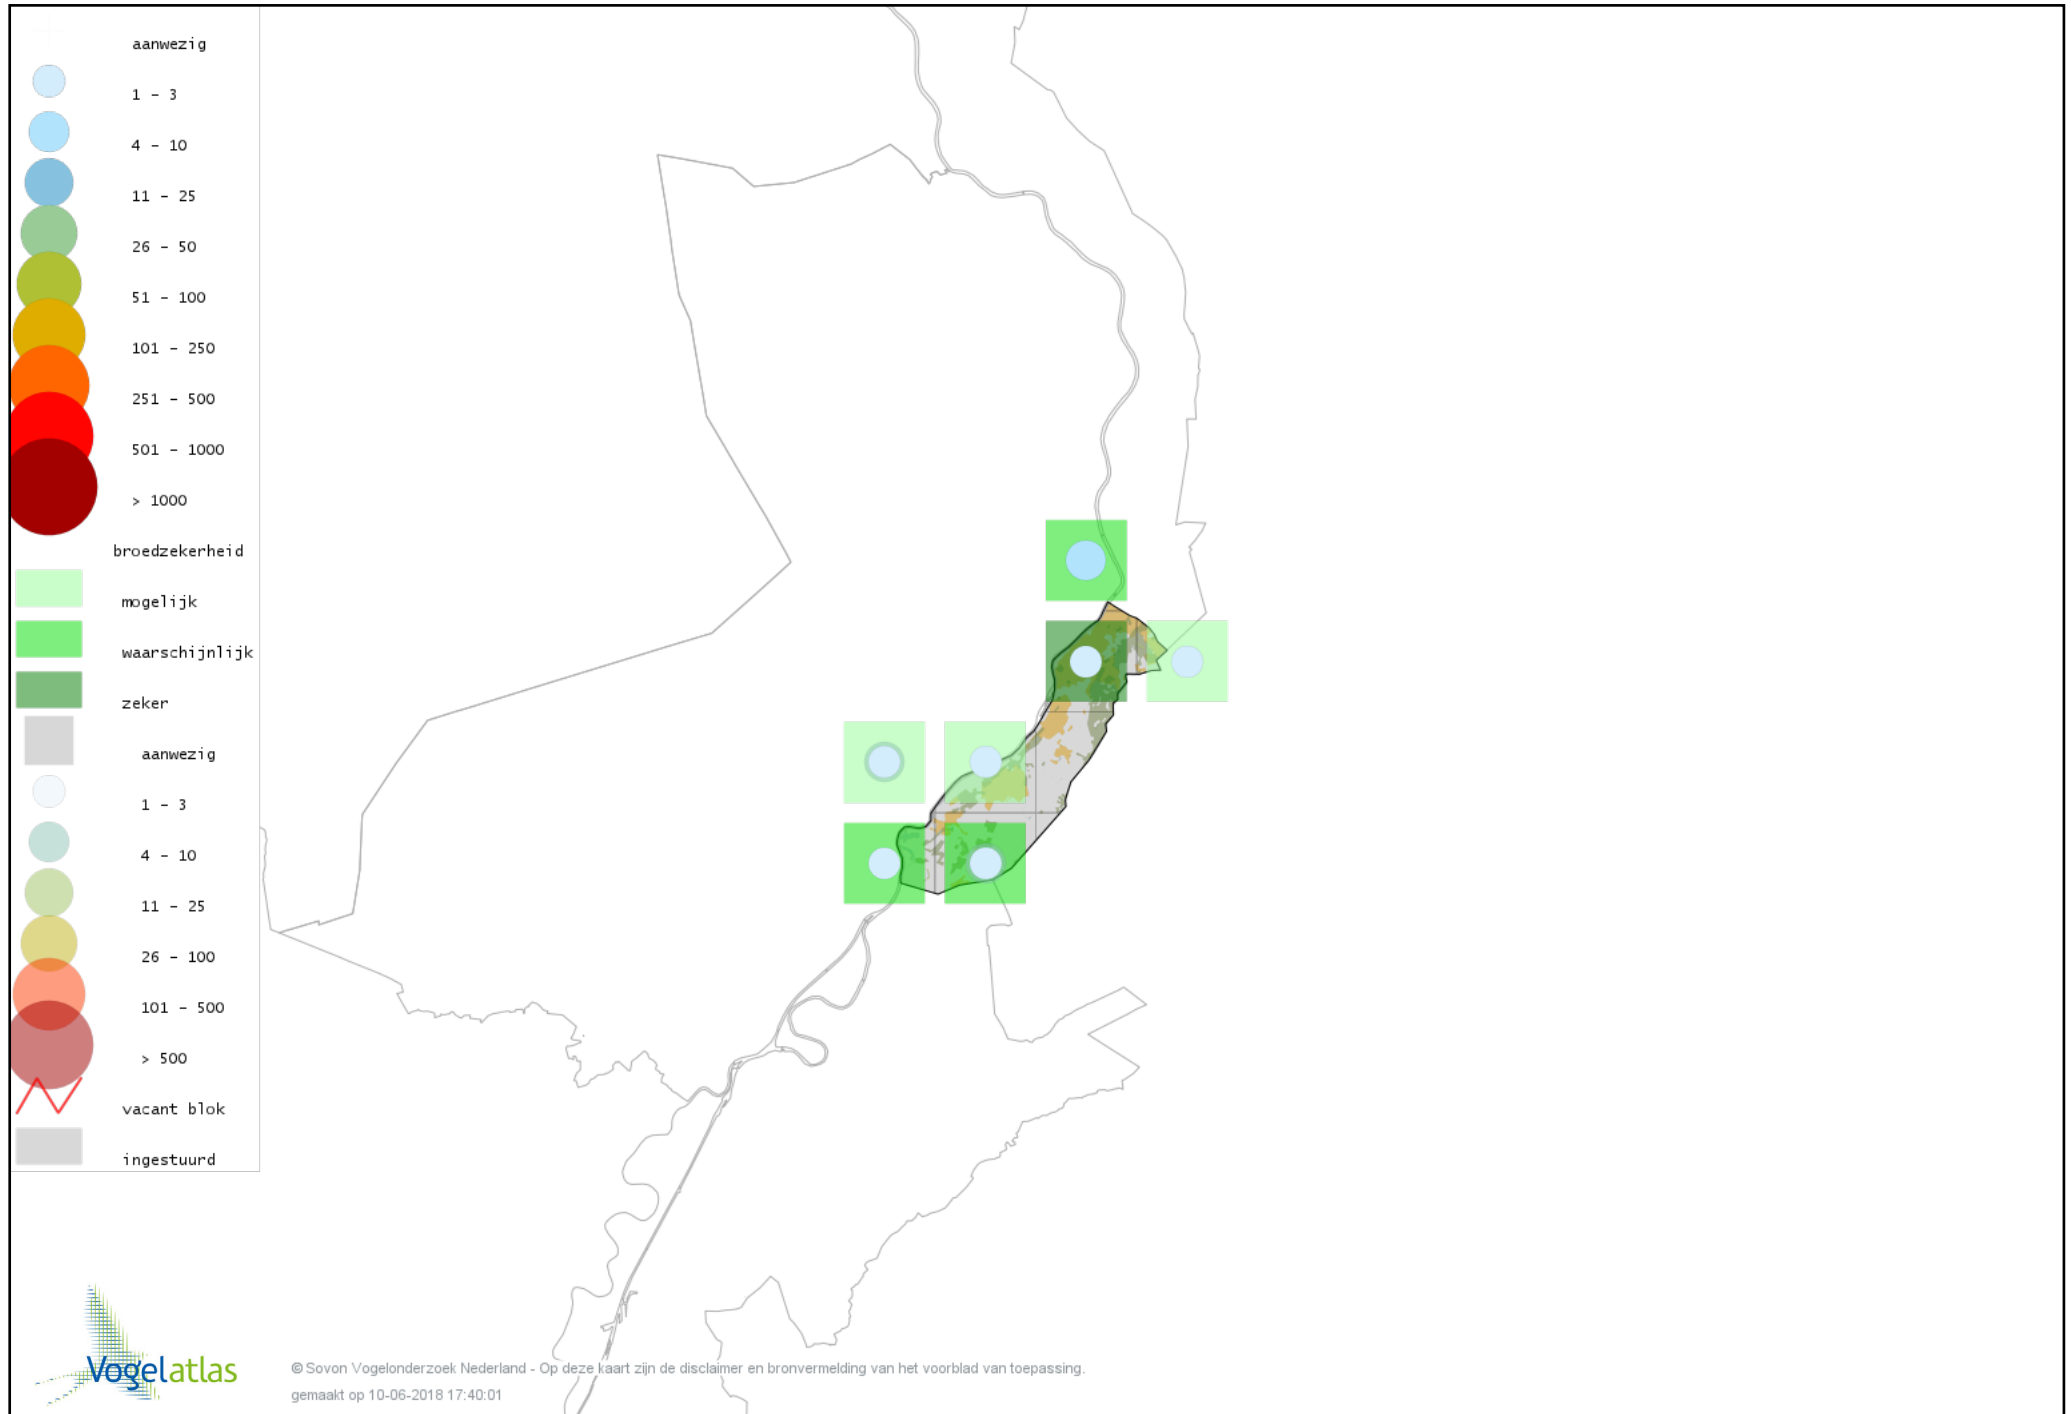 aanwezig
1 - 3
4 - 10
11 - 25
26 - 50
51 - 100
101 - 250
251 - 500
501 - 1000
> 1000
broedzekerheid
mogelijk
waarschijnlijk
zeker
aanwezig
1 - 3
4 - 10
11 - 25
26 - 100
101 - 500
> 500
vacant blok
ingestuurd
Vogelatlas
© Sovon Vogelonderzoek Nederland - Op deze kaart zijn de disclaimer en bronvermelding van het voorblad van toepassing.
gemaakt op 10-06-2018 17:40:01